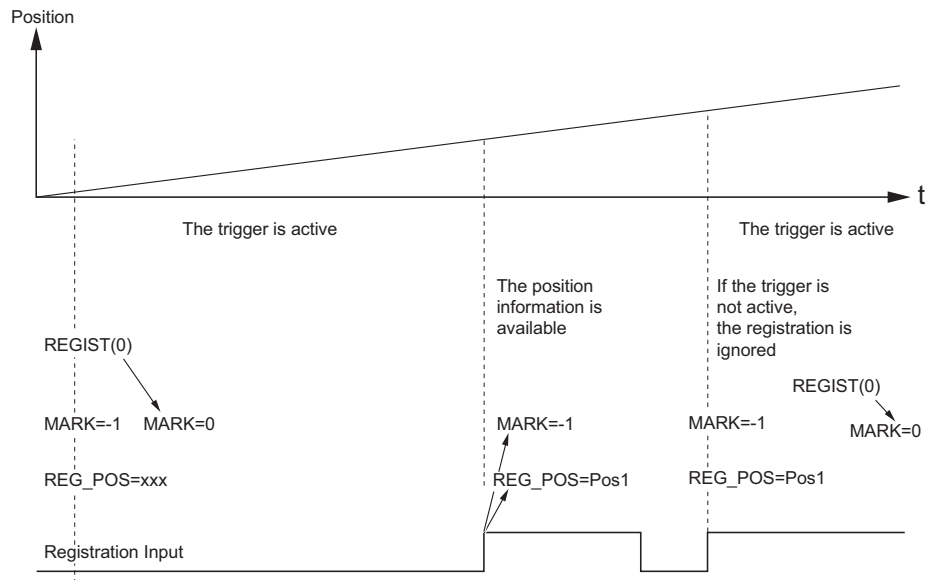 Position
t
The trigger is active
The trigger is active
The position
information is
available
If the trigger is
not active,
the registration is
ignored
REGIST(0)
REGIST(0)
MARK=-1
MARK=0
MARK=-1
MARK=-1
MARK=0
REG_POS=xxx
REG_POS=Pos1
REG_POS=Pos1
Registration Input